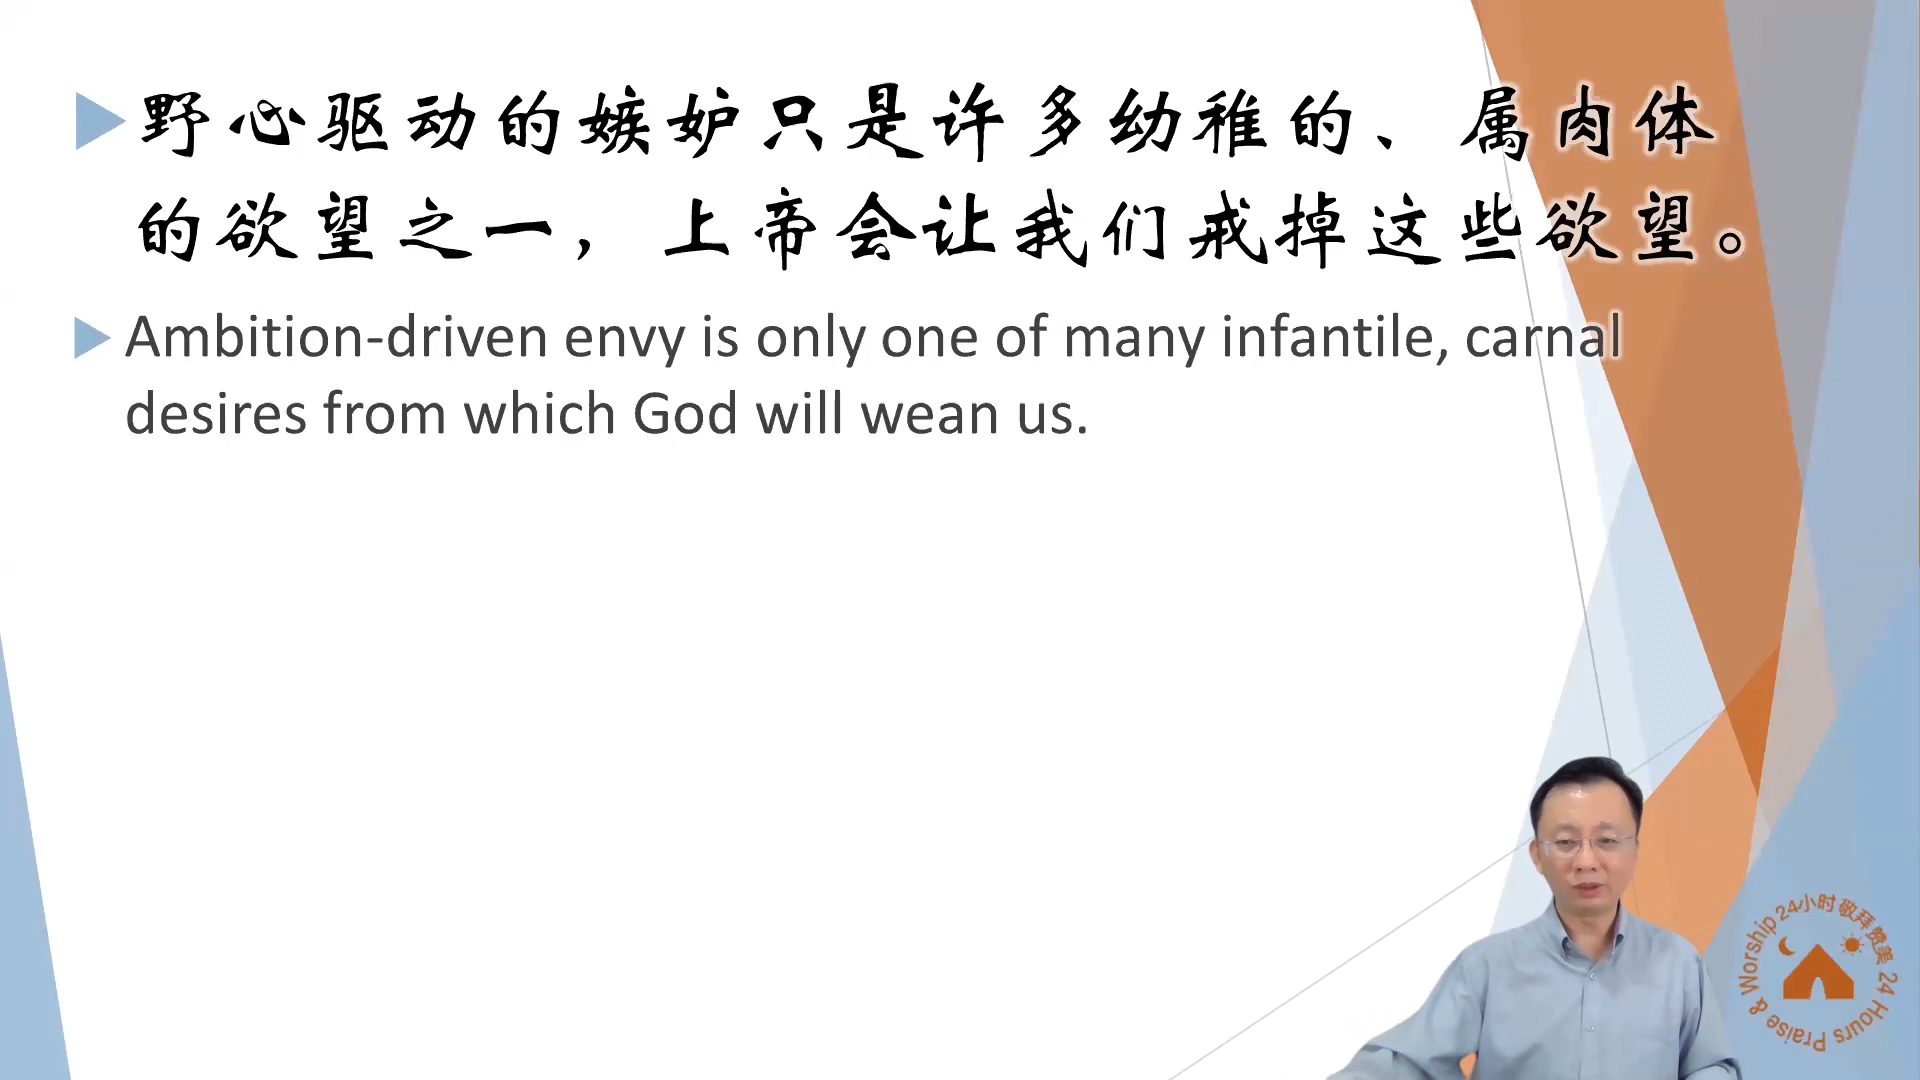 野心驱动的嫉妒只是许多幼稚的、属肉体
的欲望之一，上帝会让我们戒掉这些欲望。
Ambition-driven envy is only one of many infantile, carnal
desires from which God will wean us.
24小时敬拜赞美 24 Hours Praise & Worship